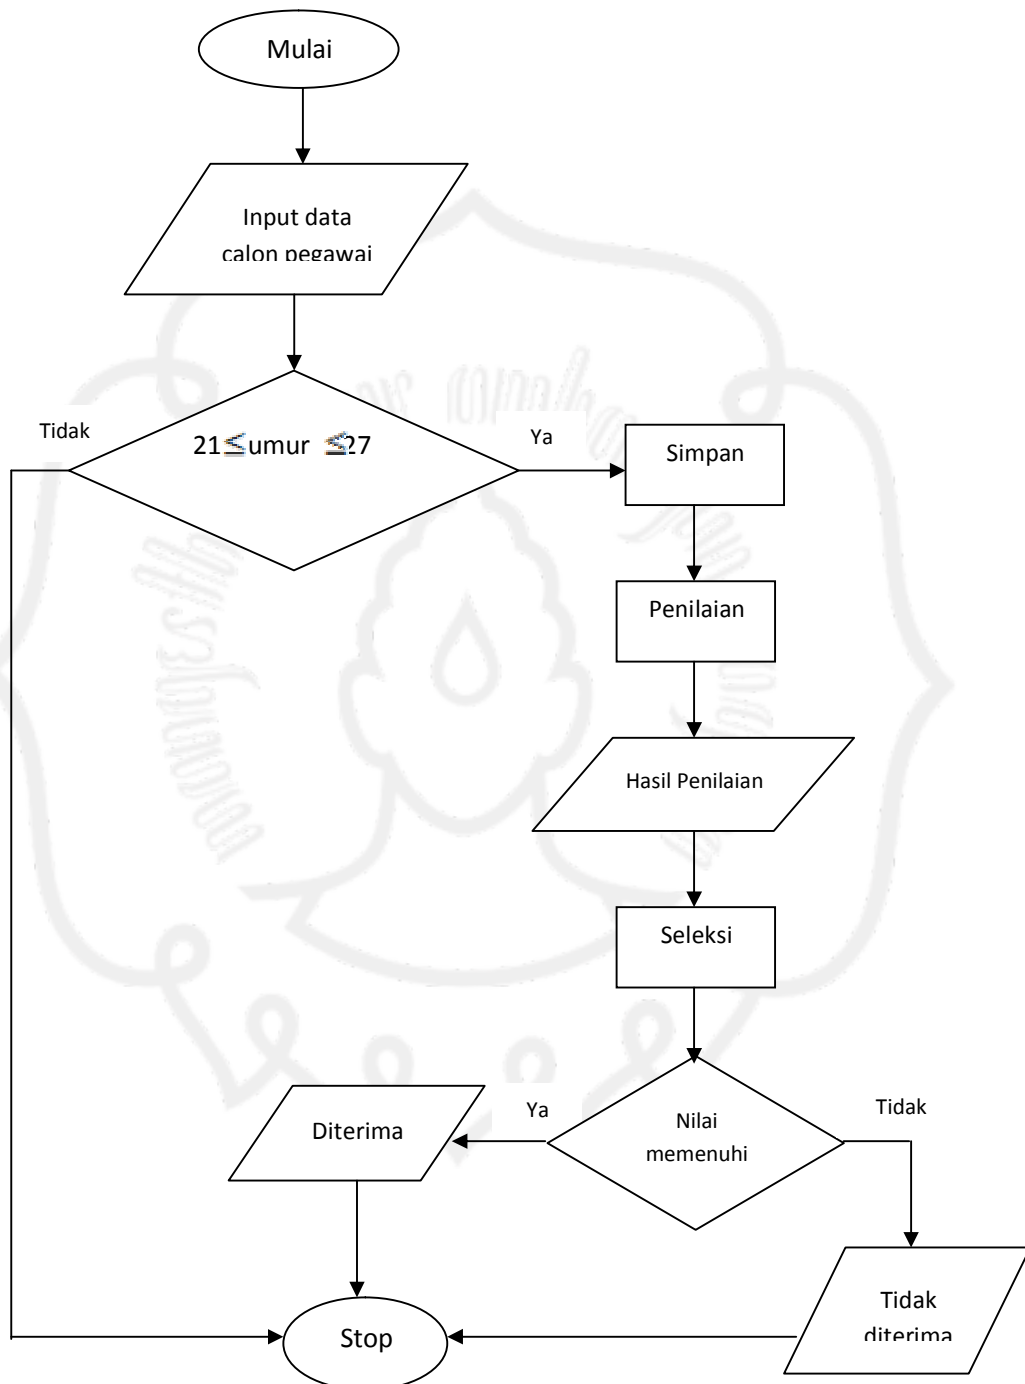 Mulai
Input data
calon pegawai
Tidak
21≤umur ≤27
Ya
Simpan
Penilaian
Hasil Penilaian
Seleksi
Diterima
Ya
Nilai
memenuhi
Tidak
Tidak
diterima
Stop